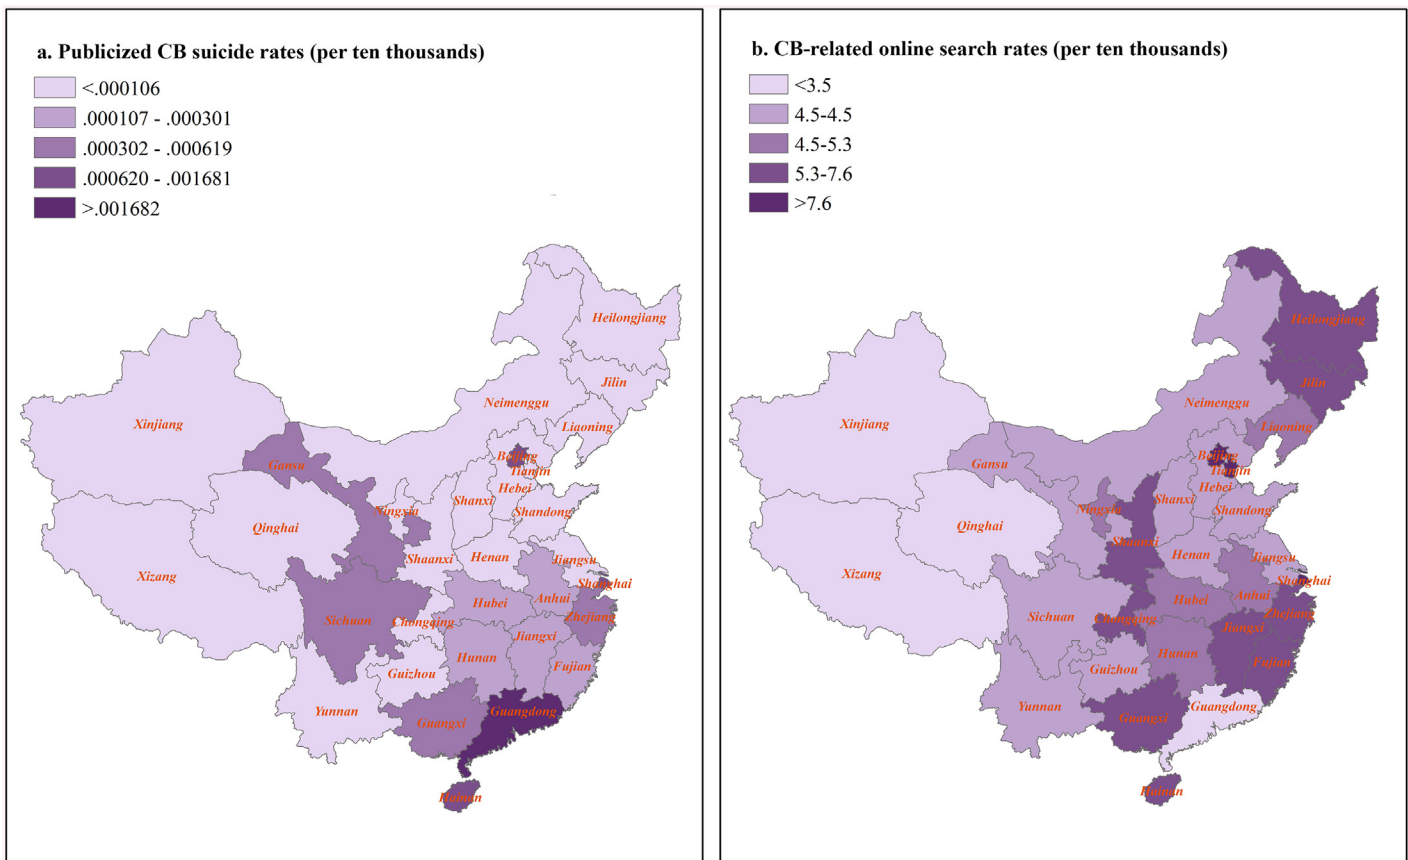 a. Publicized CB suicide rates (per ten thousands)
<.000106
.000107 - .000301
.000302 - .000619
.000620 - .001681
>.001682
Heilongjiang
Jilin
Neimenggu
Liaoning
Xinjiang
Beijing
Gansu
Tianjin
Hebei
Shanxi
Ningxia
Shandong
Qinghai
Shaanxi
Henan
Jiangsu
Xizang
Shanghai
Anhui
Hubei
Zhejiang
Sichuan
Chongqing
Jiangxi
Hunan
Fujian
Guizhou
Yunnan
Guangdong
Guangxi
Hainan
b. CB-related online search rates (per ten thousands)
<3.5
4.5-4.5
4.5-5.3
5.3-7.6
>7.6
Heilongjiang
Jilin
Neimenggu
Liaoning
Xinjiang
Beijing
Gansu
Tianjin
Hebei
Shanxi
Ningxia
Shandong
Qinghai
Shaanxi
Henan
Jiangsu
Xizang
Shanghai
Anhui
Hubei
Zhejiang
Sichuan
Chongqing
Jiangxi
Hunan
Fujian
Guizhou
Yunnan
Guangdong
Guangxi
Hainan